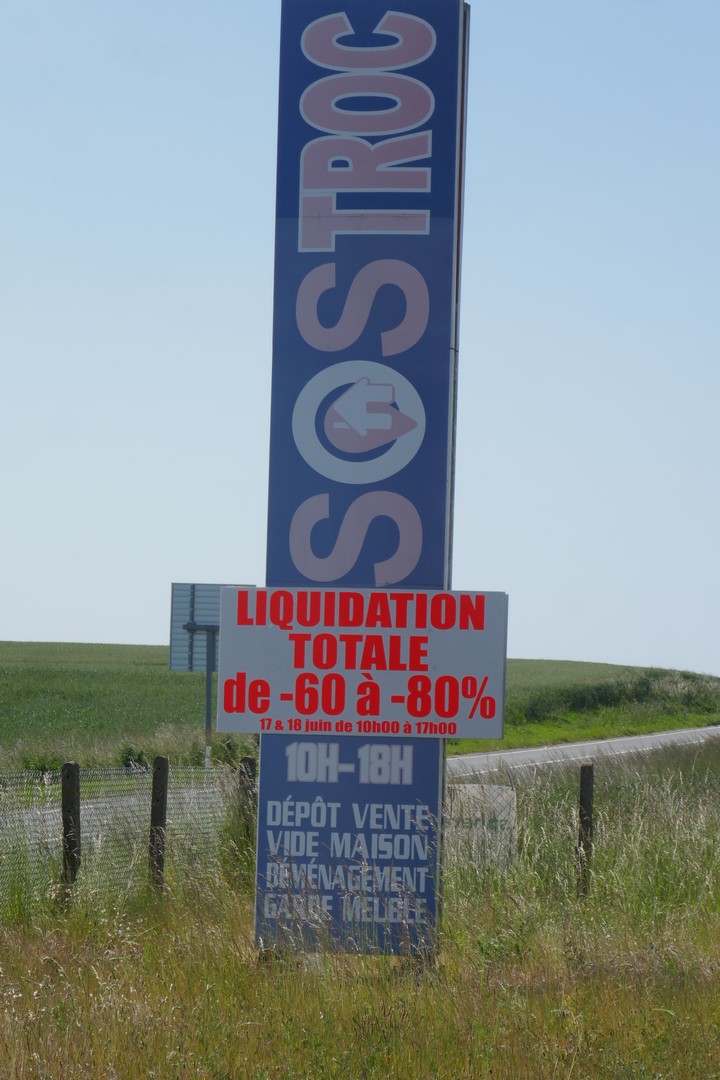 SOS TROC
LIQUIDATION
TOTALE
de -60 à -80%
17 & 18 juin de 10h00 à 17h00
10H-18H
DÉPÔT VENTE
VIDE MAISON
DÉMÉNAGEMENT
GARDE MEUBLE